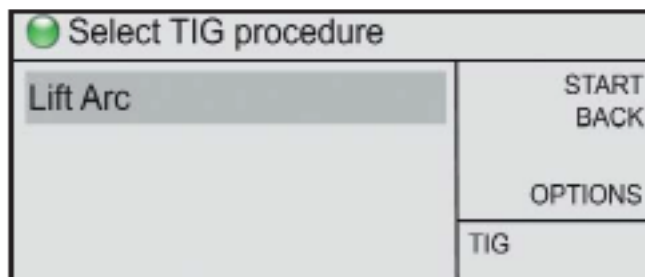 Select TIG procedure
Lift Arc
START
BACK
OPTIONS
TIG